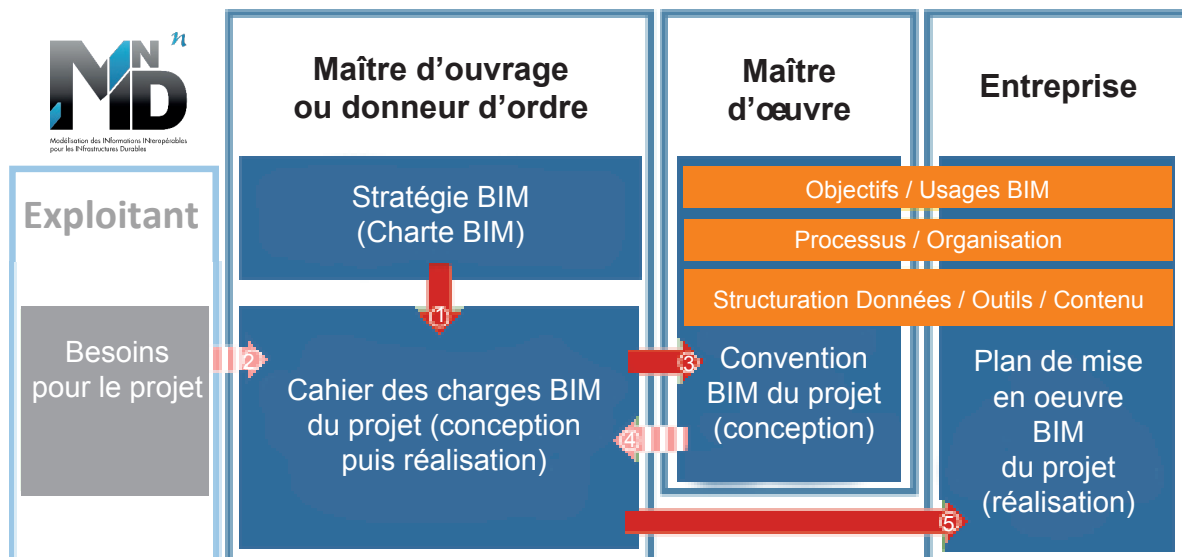 MND
N
n
Modélisation des INformations INteropérables
pour les INfrastructures Durables
Exploitant
Besoins
pour le projet
2
Maître d’ouvrage
ou donneur d’ordre
Stratégie BIM
(Charte BIM)
1
Cahier des charges BIM
du projet (conception
puis réalisation)
Maître
d’œuvre
Entreprise
Objectifs / Usages BIM
Processus / Organisation
Structuration Données / Outils / Contenu
3
Convention
BIM du projet
(conception)
4
Plan de mise
en oeuvre
BIM
du projet
(réalisation)
5